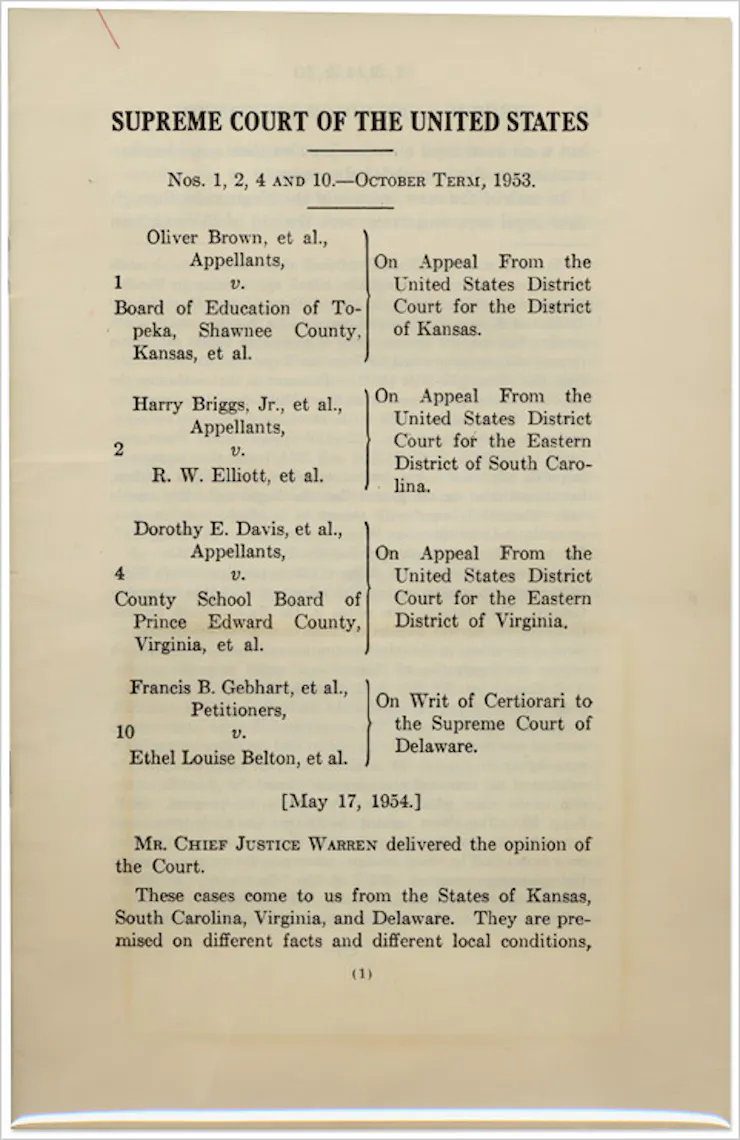 SUPREME COURT OF THE UNITED STATES
Nos. 1, 2, 4 AND 10.—OCTOBER TERM, 1953.
Oliver Brown, et al.,
Appellants,
1 v.
Board of Education of To-
peka, Shawnee County,
Kansas, et al.
On Appeal From the
United States District
Court for the District
of Kansas.
Harry Briggs, Jr., et al.,
Appellants,
2 v.
R. W. Elliott, et al.
On Appeal From the
United States District
Court for the Eastern
District of South Caro-
lina.
Dorothy E. Davis, et al.,
Appellants,
4 v.
County School Board of
Prince Edward County,
Virginia, et al.
On Appeal From the
United States District
Court for the Eastern
District of Virginia.
Francis B. Gebhart, et al.,
Petitioners,
10 v.
Ethel Louise Belton, et al.
On Writ of Certiorari to
the Supreme Court of
Delaware.
[May 17, 1954.]
MR. CHIEF JUSTICE WARREN delivered the opinion of
the Court.
These cases come to us from the States of Kansas,
South Carolina, Virginia, and Delaware. They are pre-
mised on different facts and different local conditions,
(1)